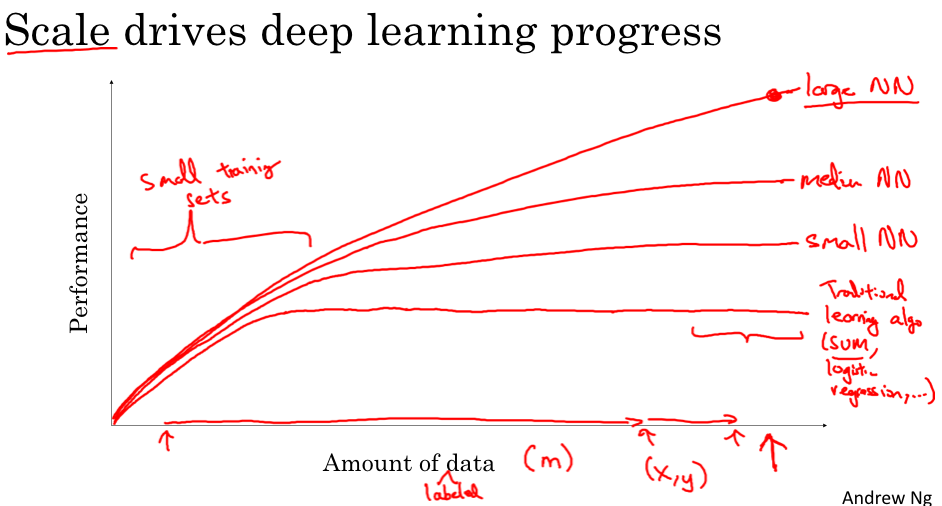 Scale drives deep learning progress
large NN
small training
sets
medium NN
small NN
Performance
Traditional
learning algo
(SVM,
logistic
regression,...)
Amount of data (m)
labeled
(x,y)
Andrew Ng